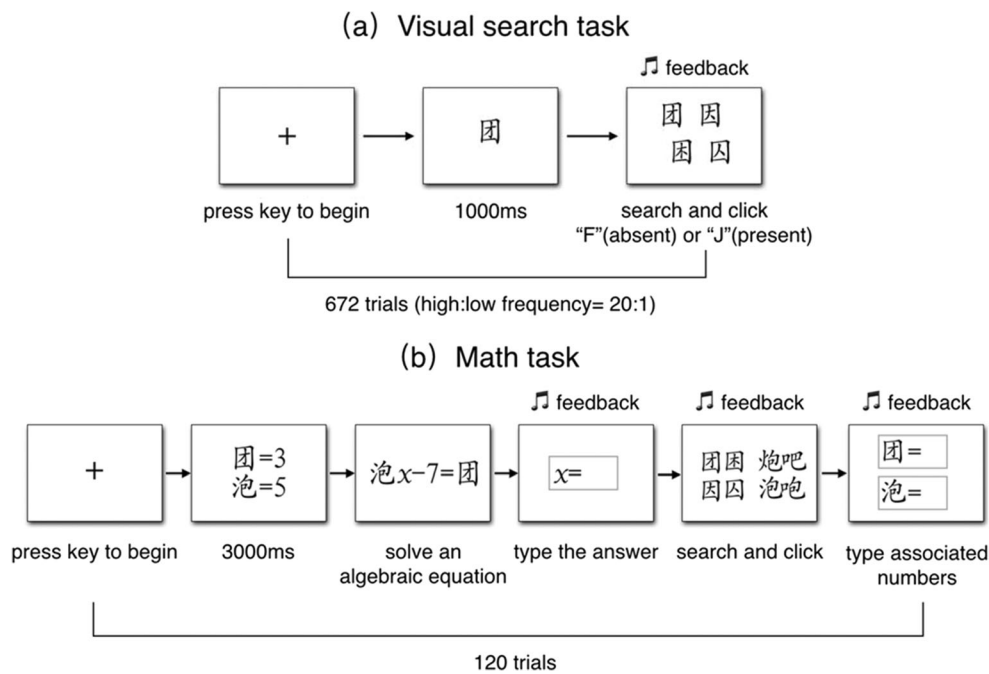 (a) Visual search task
♫ feedback
+
团
团 因
困 囚
press key to begin
1000ms
search and click
“F”(absent) or “J”(present)
672 trials (high:low frequency= 20:1)
(b) Math task
♫ feedback
♫ feedback
♫ feedback
+
团=3
泡=5
泡x−7=团
x=
团困 炮吧
因囚 泡咆
团=
泡=
press key to begin
3000ms
solve an
algebraic equation
type the answer
search and click
type associated
numbers
120 trials